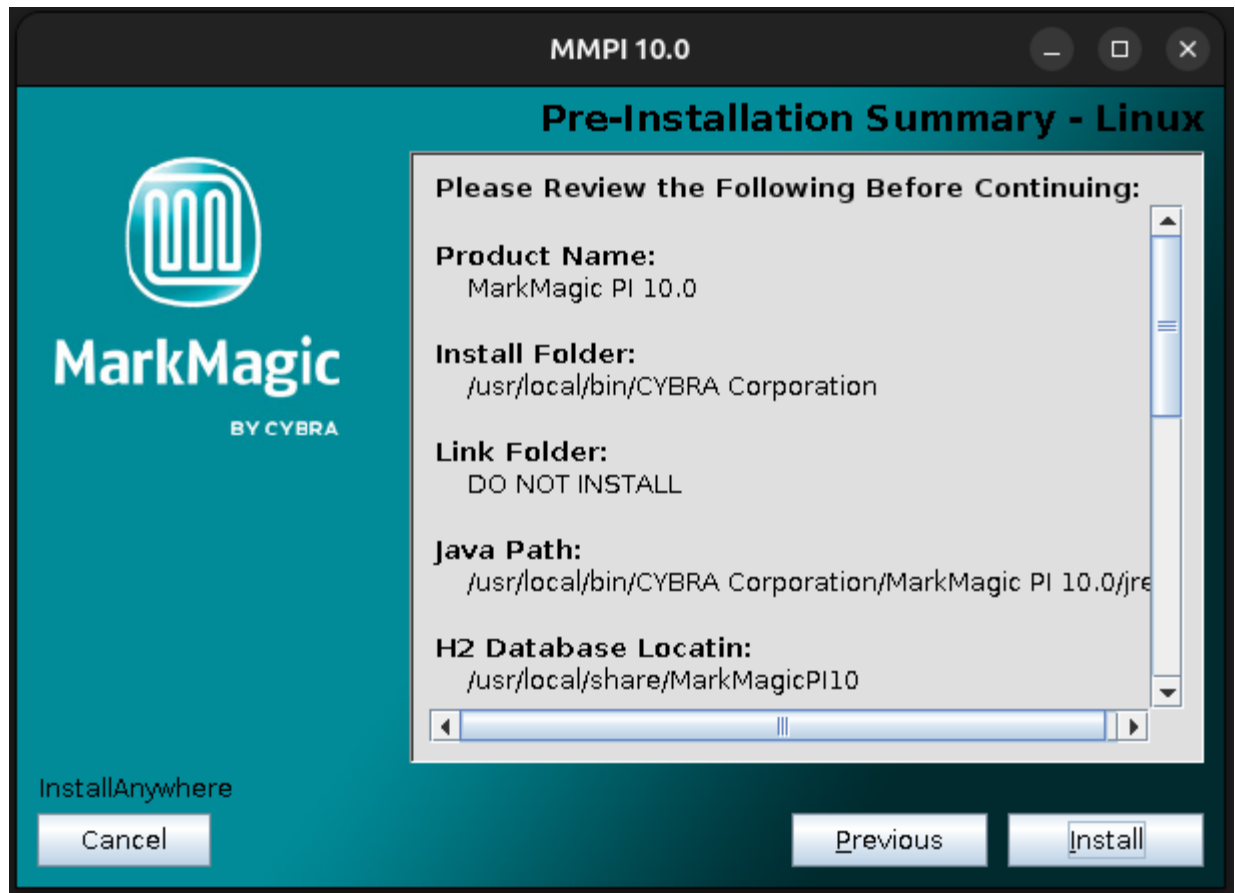 MMPI 10.0
Pre-Installation Summary - Linux
MarkMagic
BY CYBRA
Please Review the Following Before Continuing:
Product Name:
MarkMagic PI 10.0
Install Folder:
/usr/local/bin/CYBRA Corporation
Link Folder:
DO NOT INSTALL
Java Path:
/usr/local/bin/CYBRA Corporation/MarkMagic PI 10.0/jre
H2 Database Locatin:
/usr/local/share/MarkMagicPI10
InstallAnywhere
Cancel
Previous
Install